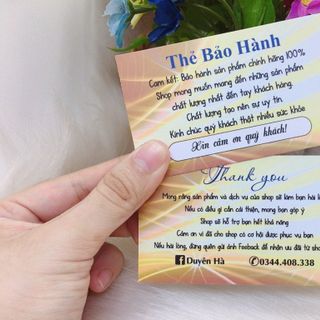 Thẻ Bảo Hành
Cam kết: Bảo hành sản phẩm chính hãng 100%
Shop mong muốn mang đến những sản phẩm
chất lượng nhất đến tay khách hàng.
Chất lượng tạo nên sự uy tín.
Kính chúc quý khách thật nhiều sức khỏe
Xin cảm ơn quý khách!
Thank you
Mong rằng sản phẩm và dịch vụ của shop sẽ làm bạn hài l
Nếu có điều gì cần cải thiện, mong bạn góp ý
Shop sẽ hỗ trợ bạn hết khả năng
Cảm ơn vì đã cho shop có cơ hội được phục vụ bạn
Nếu hài lòng, đừng quên gửi ảnh Feeback để nhận ưu đãi từ sho
Duyên Hà 0344.408.338